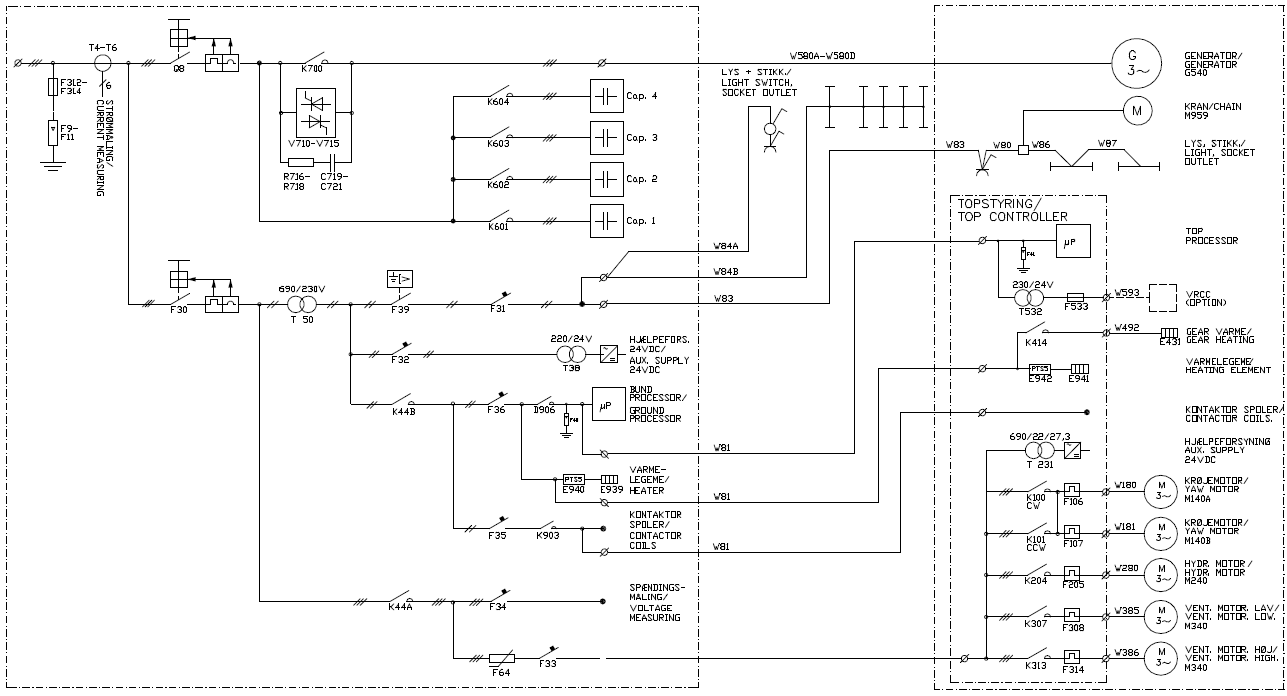 T4-T6
Q8
6
F312-
F314
F9-
F11
STRØMMALING/
CURRENT MEASURING
K700
V710-V715
R716-
R718
C719-
C721
K604
Cap. 4
K603
Cap. 3
K602
Cap. 2
K601
Cap. 1
W580A-W580D
LYS + STIKK./
LIGHT SWITCH,
SOCKET OUTLET
G
3~
GENERATOR/
GENERATOR
G540
M
KRAN/CHAIN
M959
W83
W80
W86
W87
LYS, STIKK./
LIGHT, SOCKET
OUTLET
TOPSTYRING/
TOP CONTROLLER
µP
TOP
PROCESSOR
230/24V
T532
F533
W593
VRCC
(OPTION)
K414
W492
E431
GEAR VARME/
GEAR HEATING
PTS5
E942
E941
VARMELEGEME/
HEATING ELEMENT
KONTAKTOR SPOLER/
CONTACTOR COILS.
690/22/27,3
T 231
HJÆLPEFORSYNING
AUX. SUPPLY
24VDC
K100
CW
F106
W180
M
3~
KRØJEMOTOR/
YAW MOTOR
M140A
K101
CCW
F107
W181
M
3~
KRØJEMOTOR/
YAW MOTOR
M140B
K204
F205
W280
M
3~
HYDR. MOTOR/
HYDR. MOTOR
M240
K307
F308
W385
M
3~
VENT. MOTOR. LAV/
VENT. MOTOR. LOW.
M340
K313
F314
W386
M
3~
VENT. MOTOR. HØJ/
VENT. MOTOR. HIGH.
M340
F30
690/230V
T 50
F39
F31
W84A
W84B
W83
F32
220/24V
T38
HJÆLPEFORS.
24VDC/
AUX. SUPPLY
24VDC
K44B
F36
D906
µP
BUND
PROCESSOR/
GROUND
PROCESSOR
W81
PTS5
E940
E939
VARME-
LEGEME/
HEATER
W81
F35
K903
KONTAKTOR
SPOLER/
CONTACTOR
COILS
W81
K44A
F34
SPÆNDINGS-
MALING/
VOLTAGE
MEASURING
F64
F33